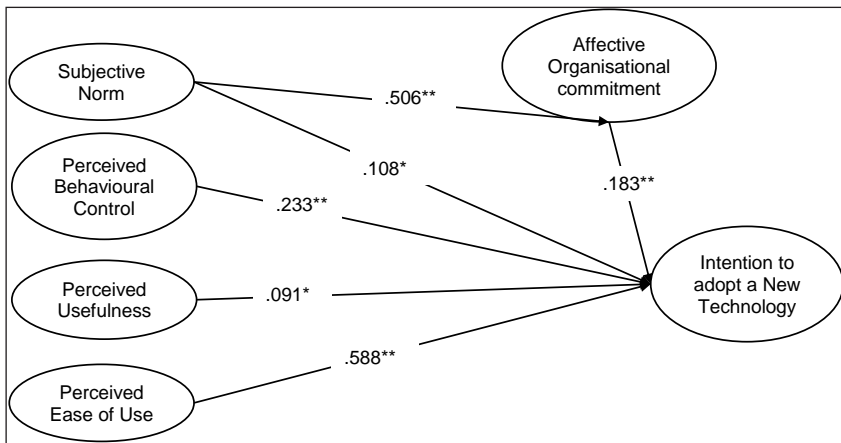 Subjective
Norm
Affective
Organisational
commitment
.506**
.108*
Perceived
Behavioural
Control
.233**
.183**
Perceived
Usefulness
.091*
Intention to
adopt a New
Technology
.588**
Perceived
Ease of Use